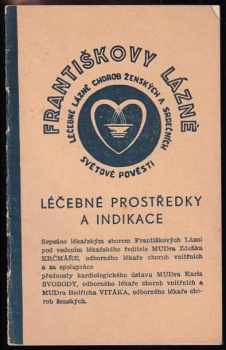 FRANTIŠKOVY LÁZNĚ
LÉČEBNÉ LÁZNĚ CHOROB ŽENSKÝCH A SRDEČNÍCH
SVĚTOVÉ POVĚSTI
LÉČEBNÉ PROSTŘEDKY
A INDIKACE
Sepsáno lékařským sborem Františkových Lázní
pod vedením lékařského ředitele MUDra Zdeňka
KRČMÁŘE, odborného lékaře chorob vnitřních
a za spolupráce
přednosty kardiologického ústavu MUDra Karla
SVOBODY, odborného lékaře chorob vnitřních a
MUDra Bedřicha VITÁKA, odborného lékaře cho-
rob ženských.